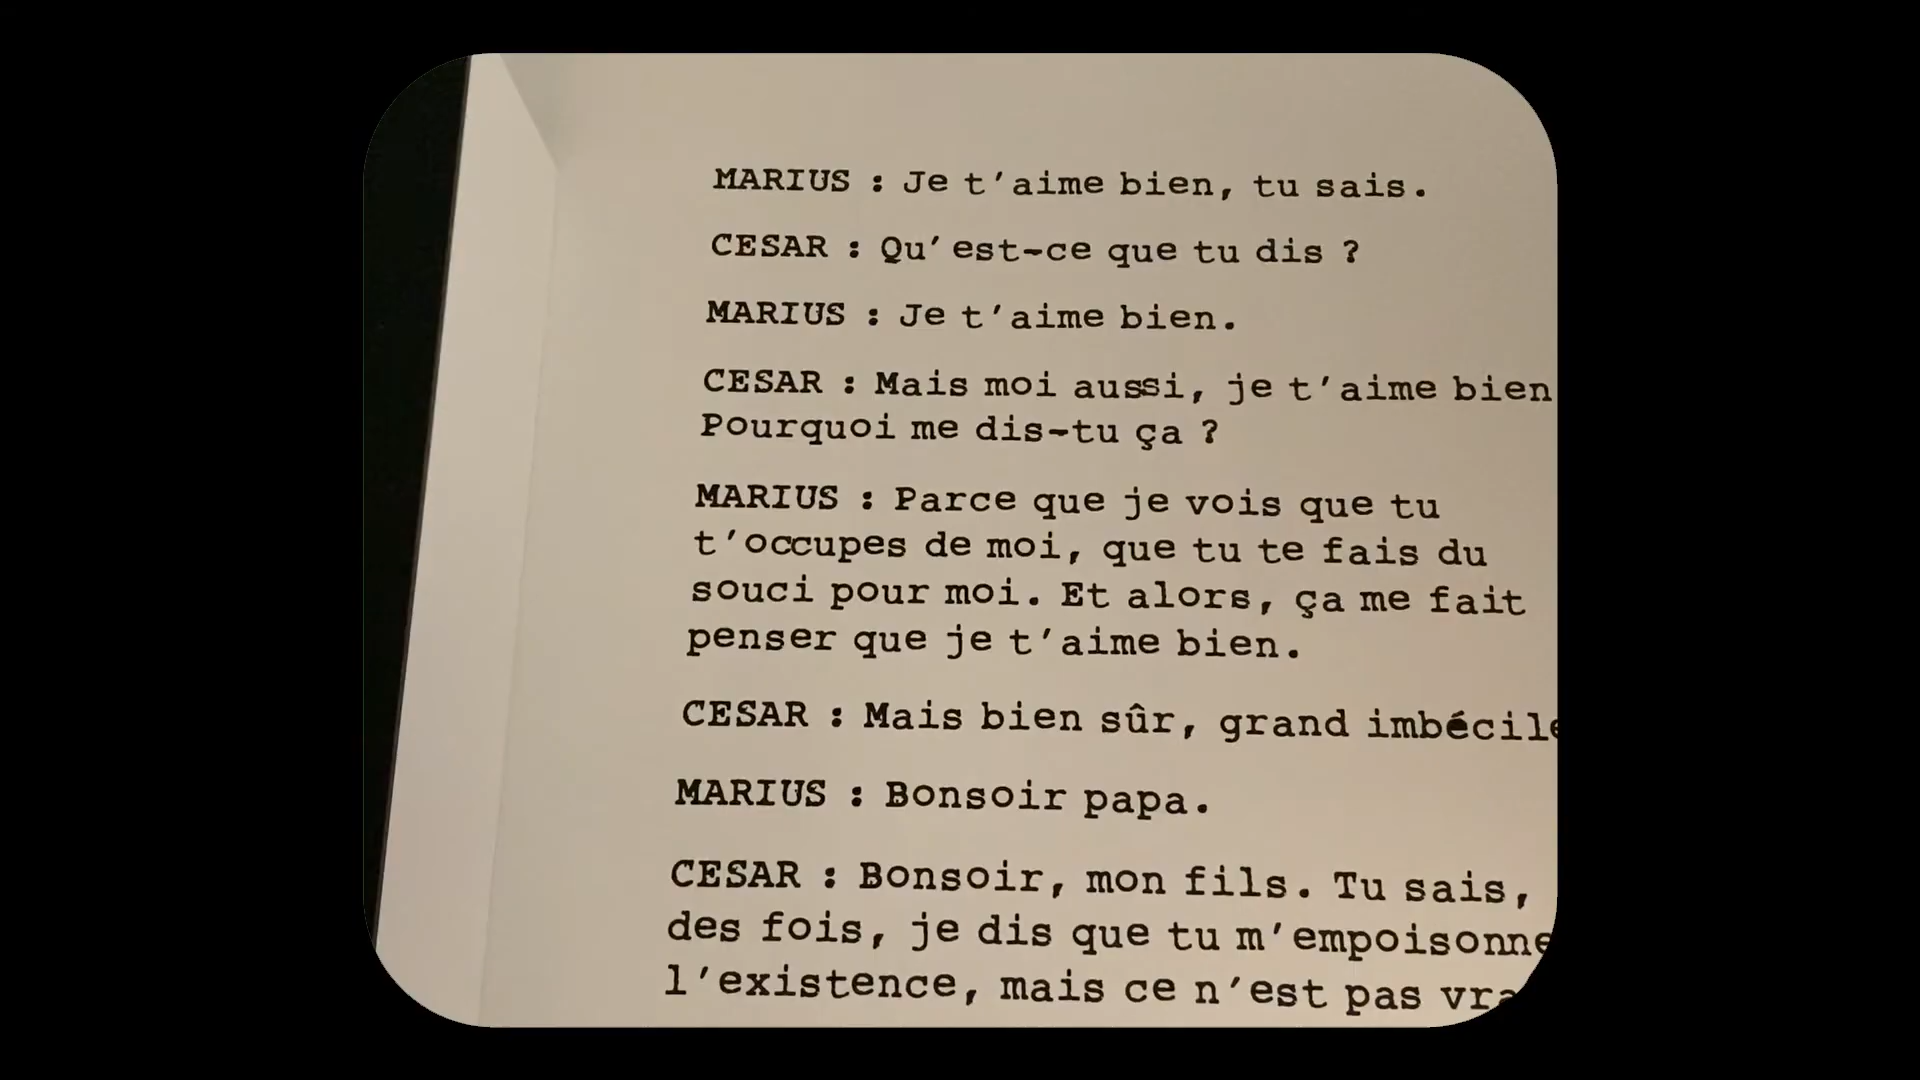 MARIUS : Je t'aime bien, tu sais.
CESAR : Qu'est-ce que tu dis ?
MARIUS : Je t'aime bien.
CESAR : Mais moi aussi, je t'aime bien
Pourquoi me dis-tu ça ?
MARIUS : Parce que je vois que tu
t'occupes de moi, que tu te fais du
souci pour moi. Et alors, ça me fait
penser que je t'aime bien.
CESAR : Mais bien sûr, grand imbécile
MARIUS : Bonsoir papa.
CESAR : Bonsoir, mon fils. Tu sais,
des fois, je dis que tu m'empoisonne
l'existence, mais ce n'est pas